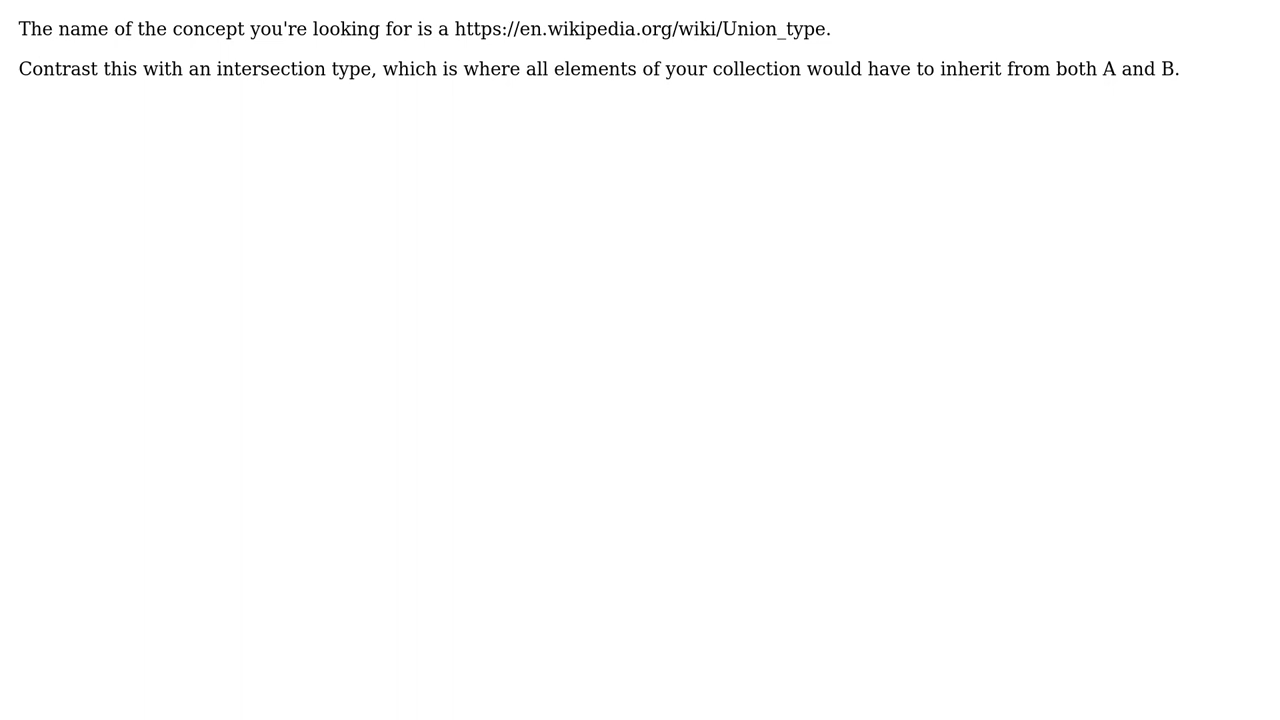 The name of the concept you're looking for is a https://en.wikipedia.org/wiki/Union_type.
Contrast this with an intersection type, which is where all elements of your collection would have to inherit from both A and B.